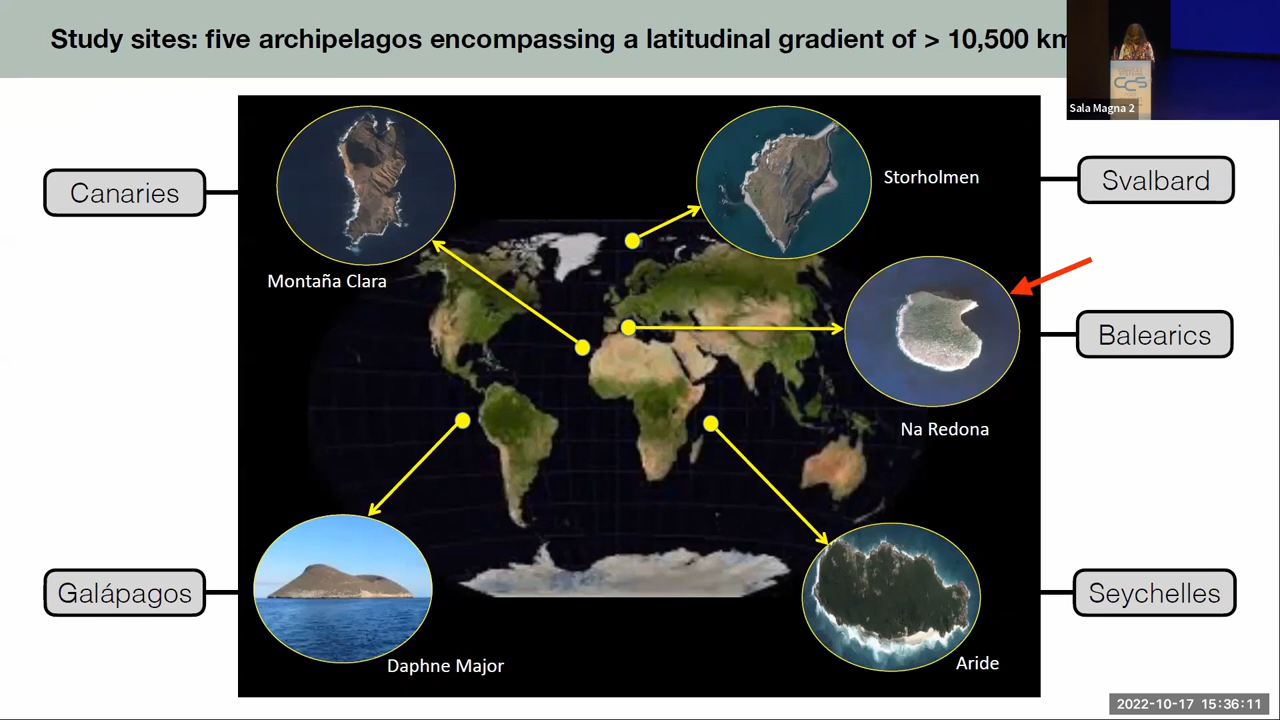 Study sites: five archipelagos encompassing a latitudinal gradient of > 10,500 km
Sala Magna 2
Canaries
Montaña Clara
Storholmen
Svalbard
Balearics
Na Redona
Galápagos
Daphne Major
Seychelles
Aride
2022-10-17 15:36:11